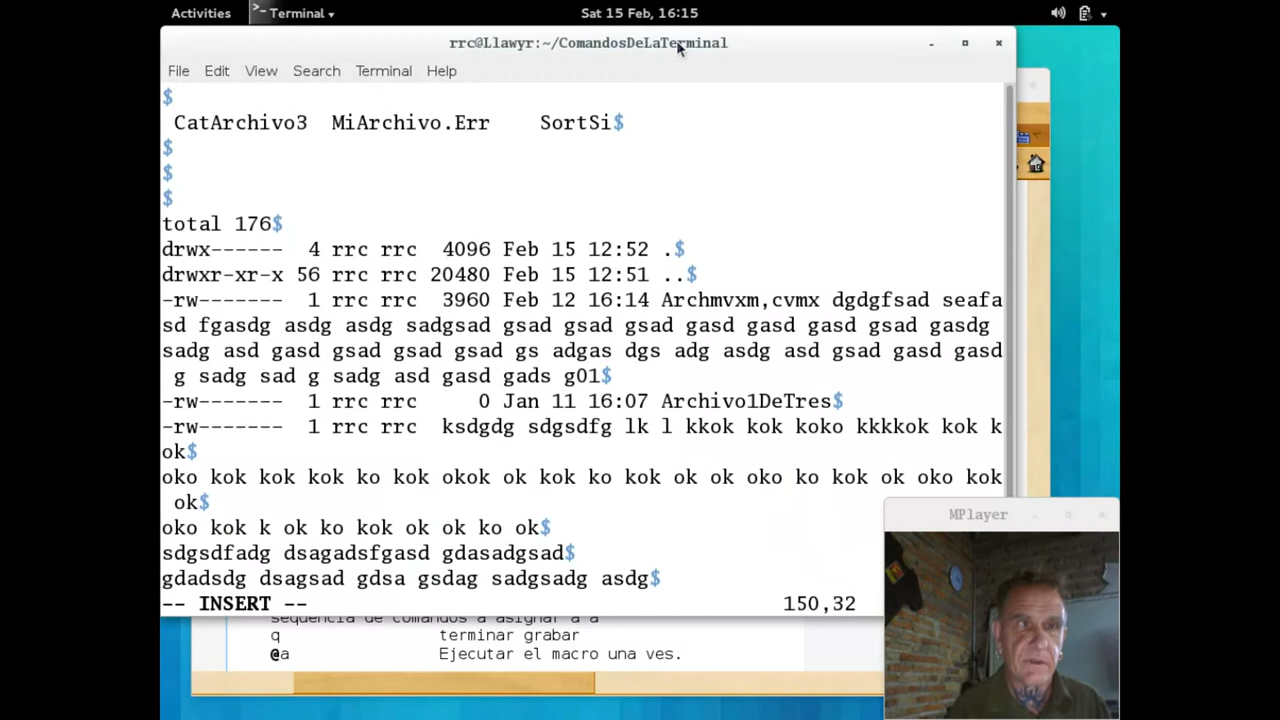 Activities
Terminal
Sat 15 Feb, 16:15
rrc@Llawyr:~/ComandosDeLaTerminal
File Edit View Search Terminal Help
$
CatArchivo3 MiArchivo.Err SortSi$
$
$
$
total 176$
drwx------ 4 rrc rrc 4096 Feb 15 12:52 .$
drwxr-xr-x 56 rrc rrc 20480 Feb 15 12:51 ..$
-rw------- 1 rrc rrc 3960 Feb 12 16:14 Archmvxm,cvmx dgdgfsad seafa
sd fgasdg asdg asdg sadgsad gsad gsad gsad gasd gasd gasd gsad gasdg
sadg asd gasd gsad gsad gsad gs adgas dgs adg asdg asd gsad gasd gasd
g sadg sad g sadg asd gasd gads g01$
-rw------- 1 rrc rrc 0 Jan 11 16:07 Archivo1DeTres$
-rw------- 1 rrc rrc ksdgdg sdgsdfg lk l kkok kok koko kkkkok kok k
ok$
oko kok kok kok ko kok okok ok kok ko kok ok ok oko ko kok ok oko kok
ok$
oko kok k ok ko kok ok ok ko ok$
sdgsdfadg dsagadsfgasd gdasadgsad$
gdadsdg dsagsad gdsa gsdag sadgsadg asdg$
-- INSERT -- 150,32
MPlayer
sequencia de comandos a asignar a a
q terminar grabar
@a Ejecutar el macro una ves.